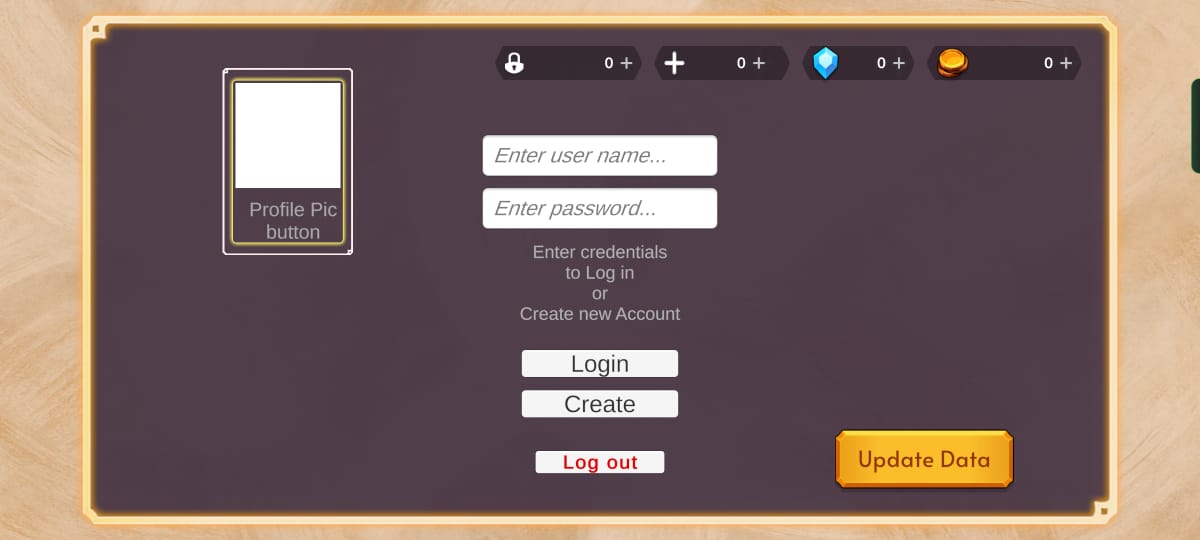 0 +
0 +
0 +
0 +
Profile Pic
button
Enter user name...
Enter password...
Enter credentials
to Log in
or
Create new Account
Login
Create
Log out
Update Data